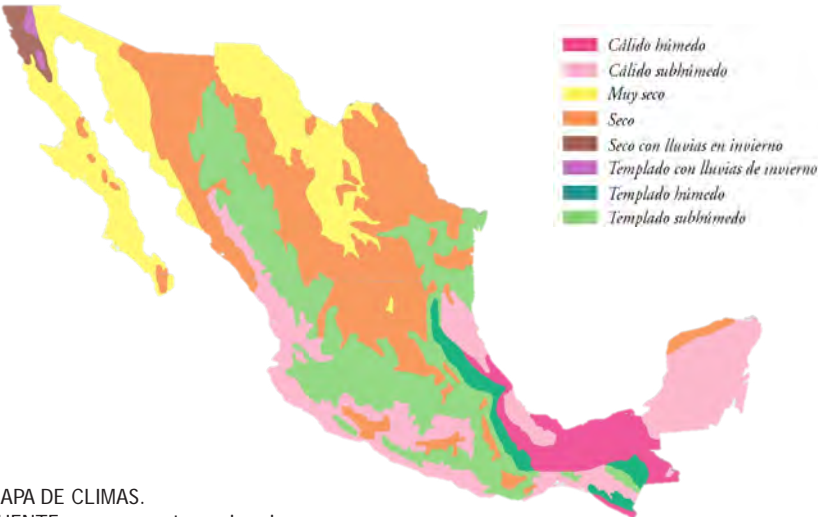 Cálido húmedo
Cálido subhúmedo
Muy seco
Seco
Seco con lluvias en invierno
Templado con lluvias de invierno
Templado húmedo
Templado subhúmedo
APA DE CLIMAS.